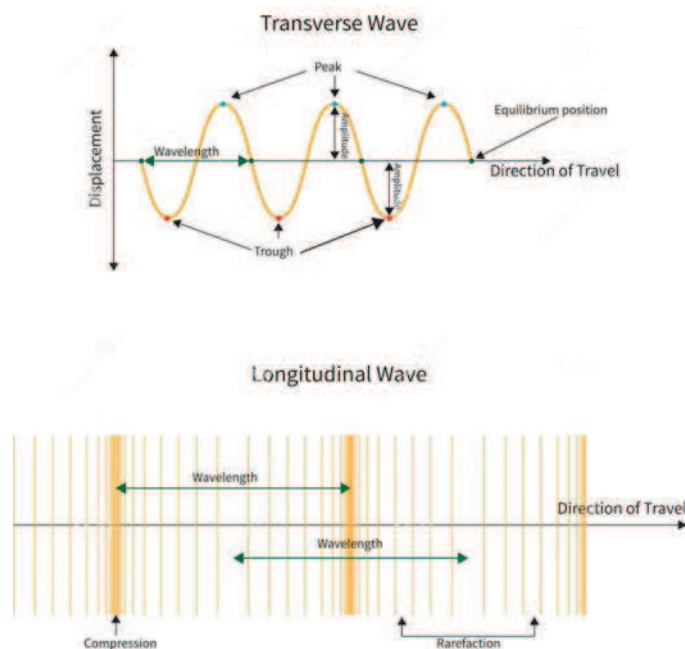 Transverse Wave
Peak
Equilibrium position
Displacement
Wavelength
Amplitude
Amplitude
Direction of Travel
Trough
Longitudinal Wave
Wavelength
Direction of Travel
Wavelength
Compression
Rarefaction